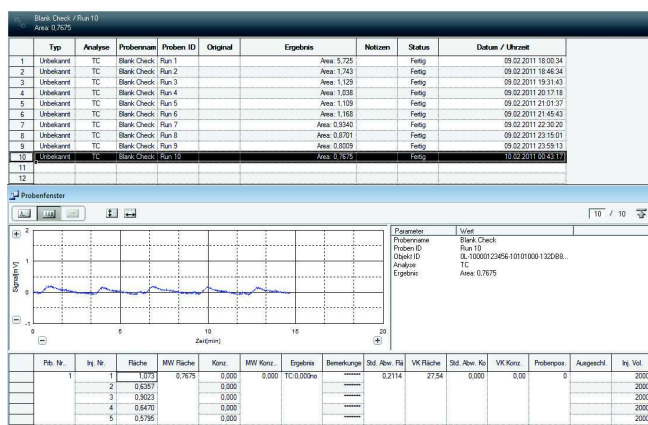 Blank Check / Run 10
Area: 0,7675
Typ Analyse Probennam Proben ID Original Ergebnis Notizen Status Datum / Uhrzeit
1 Unbekannt TC Blank Check Run 1 Area: 5,725 Fertig 09.02.2011 18:00:34
2 Unbekannt TC Blank Check Run 2 Area: 1,743 Fertig 09.02.2011 18:46:34
3 Unbekannt TC Blank Check Run 3 Area: 1,129 Fertig 09.02.2011 19:31:43
4 Unbekannt TC Blank Check Run 4 Area: 1,038 Fertig 09.02.2011 20:17:18
5 Unbekannt TC Blank Check Run 5 Area: 1,109 Fertig 09.02.2011 21:01:37
6 Unbekannt TC Blank Check Run 6 Area: 1,168 Fertig 09.02.2011 21:45:43
7 Unbekannt TC Blank Check Run 7 Area: 0,9340 Fertig 09.02.2011 22:30:20
8 Unbekannt TC Blank Check Run 8 Area: 0,8701 Fertig 09.02.2011 23:15:01
9 Unbekannt TC Blank Check Run 9 Area: 0,8009 Fertig 09.02.2011 23:59:13
10 Unbekannt TC Blank Check Run 10 Area: 0,7675 Fertig 10.02.2011 00:43:17
11
12
Probenfenster
10 / 10
Parameter Wert
Probenname Blank Check
Proben ID Run 10
Objekt ID 0L-10000123456-10101000-132DB8...
Analyse TC
Ergebnis Area: 0,7675
Signal[mV]
2
1
0
-1
0 5 10 15 20
Zeit[min]
Prb. Nr.. Inj. Nr. Fläche MW Fläche Konz. MW Konz.. Ergebnis Bemerkunge Std. Abw. Flä VK Fläche Std. Abw. Ko VK Konz. Probenpos. Ausgeschl. Inj. Vol.
1 1 1,073 0,7675 0,000 0,000 TC:0,000no ******* 0,2114 27,54 0,000 0,00 0 2000
2 0,6357 0,000 ******* 2000
3 0,9023 0,000 ******* 2000
4 0,6470 0,000 ******* 2000
5 0,5795 0,000 ******* 2000